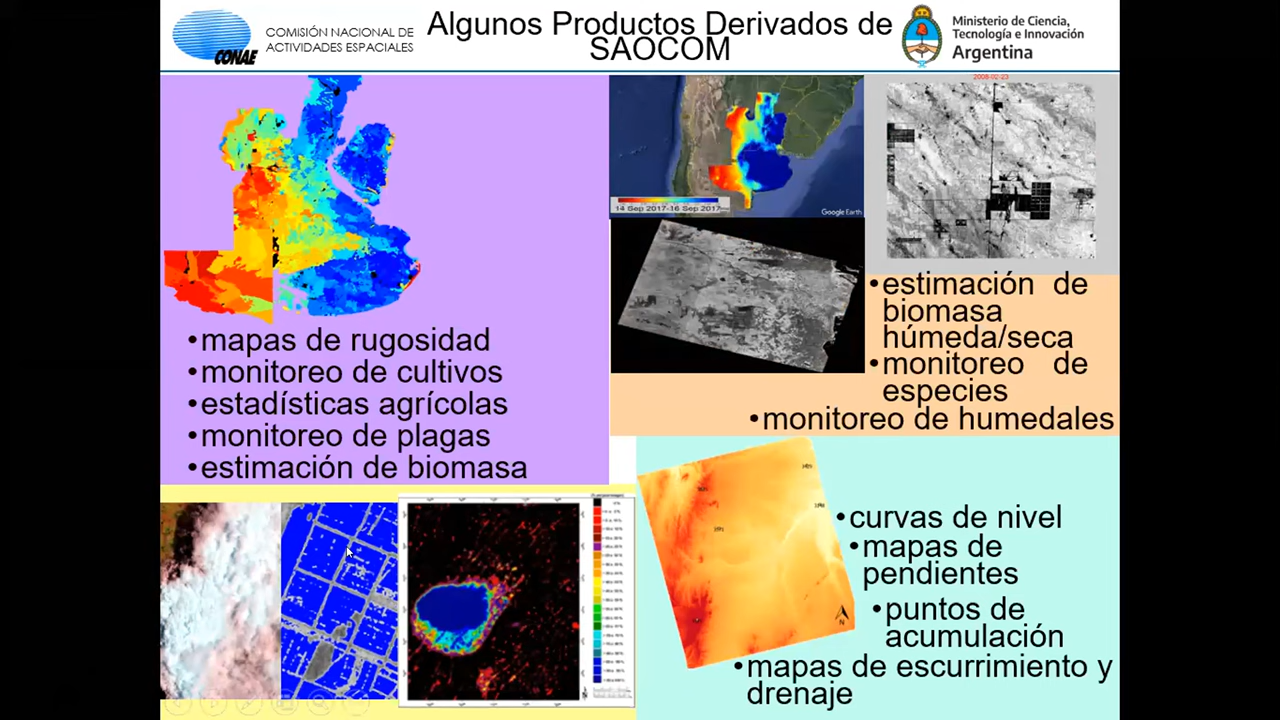 COMISIÓN NACIONAL DE
ACTIVIDADES ESPACIALES
CONAE
Algunos Productos Derivados de
SAOCOM
Ministerio de Ciencia,
Tecnología e Innovación
Argentina
•mapas de rugosidad
•monitoreo de cultivos
•estadísticas agrícolas
•monitoreo de plagas
•estimación de biomasa
14 Sep 2017-16 Sep 2017
Google Earth
2008-02-23
•estimación de
biomasa
húmeda/seca
•monitoreo de
especies
•monitoreo de humedales
N
•curvas de nivel
•mapas de
pendientes
•puntos de
acumulación
•mapas de escurrimiento y
drenaje